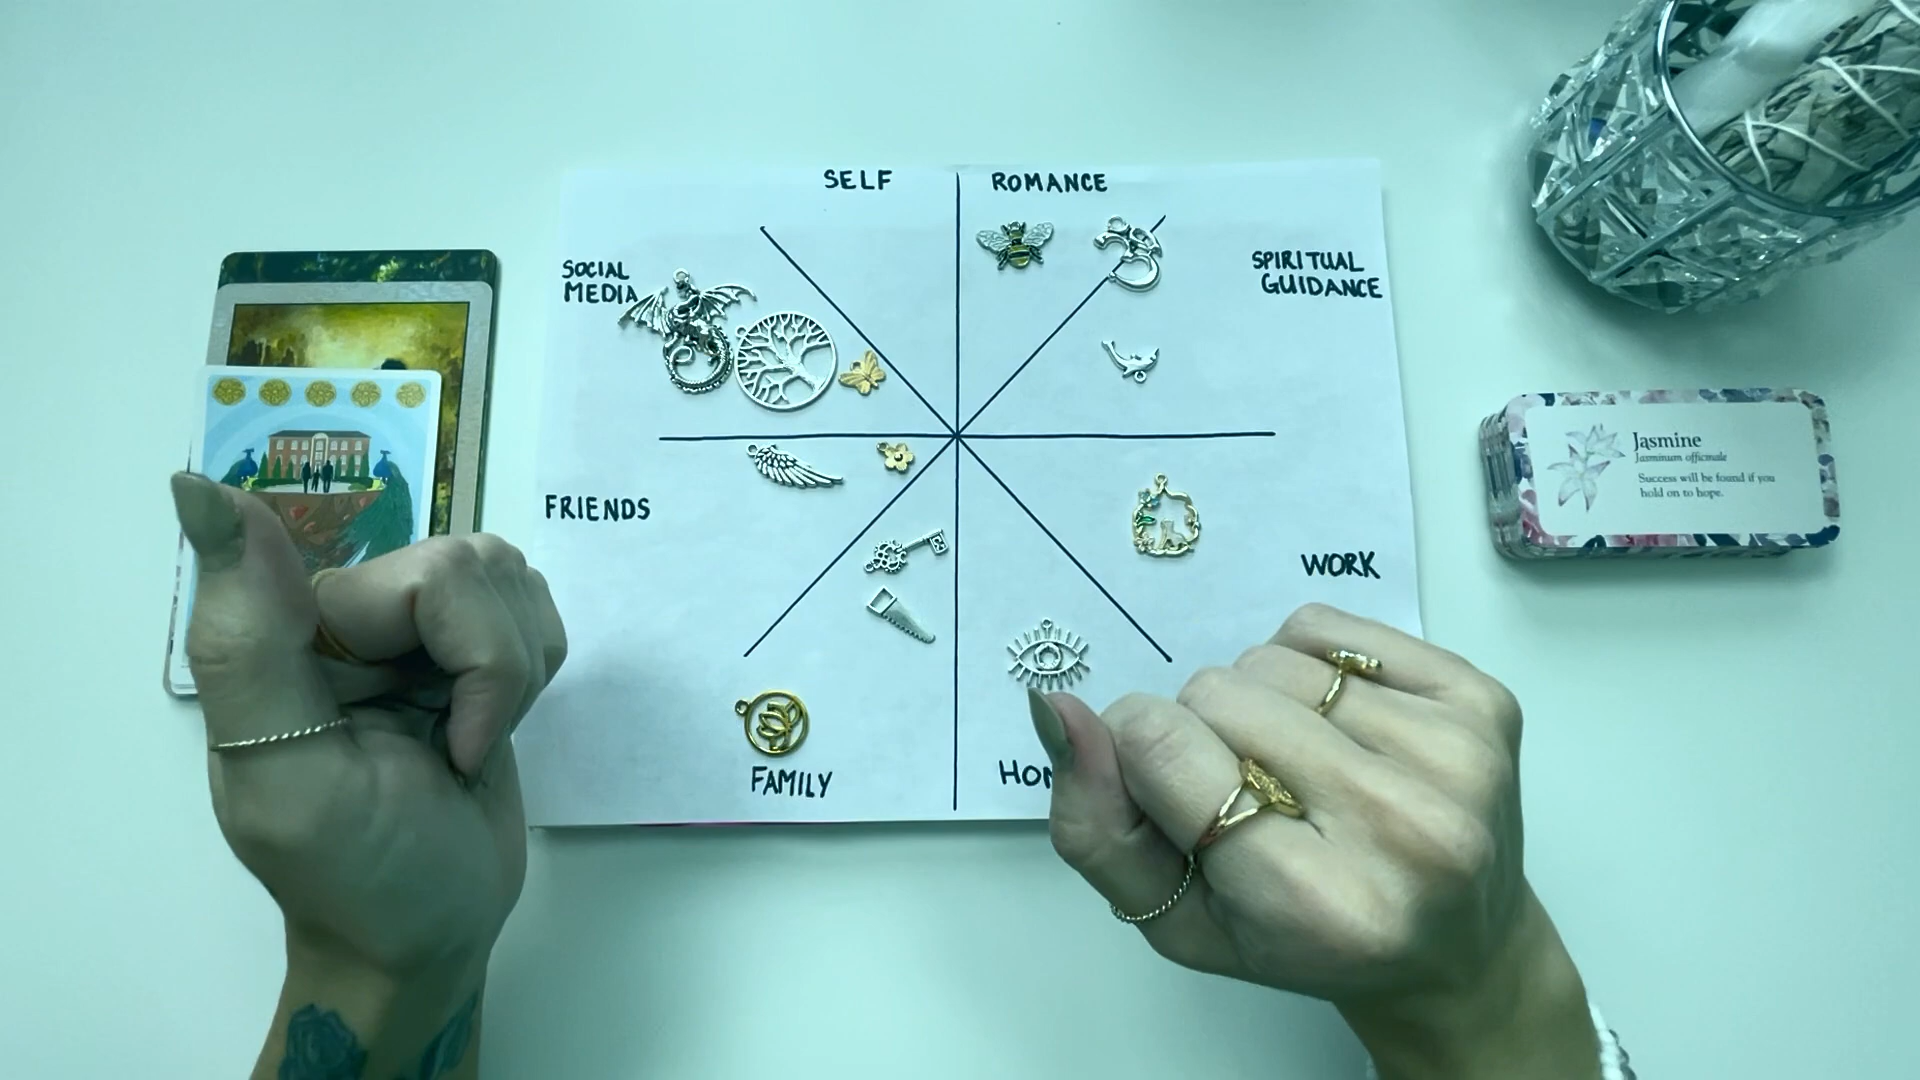 SELF
ROMANCE
SOCIAL
MEDIA
SPIRITUAL
GUIDANCE
FRIENDS
WORK
FAMILY
Jasmine
Jasminum officinale
Success will be found if you
hold on to hope.